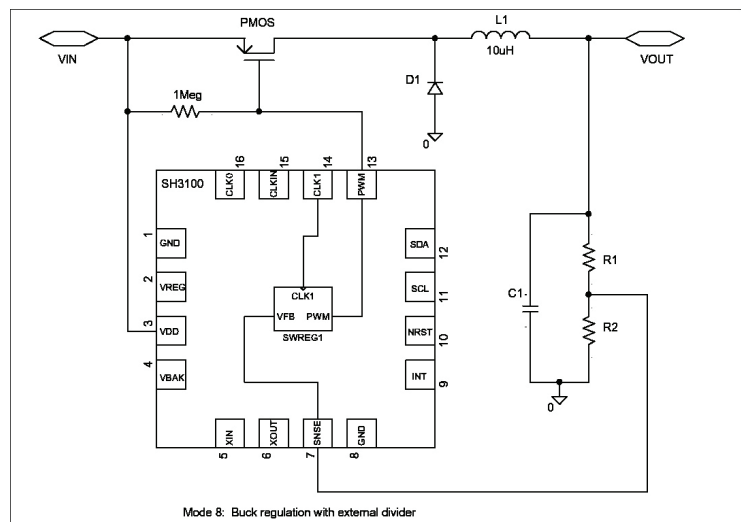 PMOS
L1
VIN
10uH
VOUT
D1
1Meg
0
16
15
14
13
SH3100
CLK0
CLKIN
CLK1
PWM
1
GND
SDA
12
2
VREG
SCL
11
CLK1
VFB PWM
SWREG1
3
VDD
NRST
10
4
VBAK
INT
9
C1
R1
R2
0
XIN
XOUT
SNSE
GND
5
6
7
8
Mode 8: Buck regulation with external divider